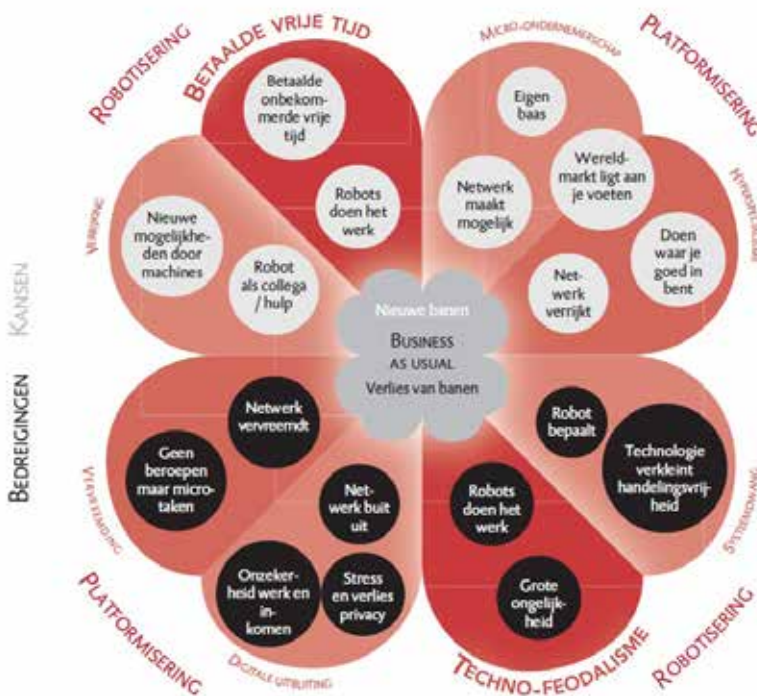 ROBOTISERING
BETAALDE VRIJE TIJD
MICRO-ONDERNEMERSCHAP
PLATFORMISERING
Betaalde
onbekom-
merde vrije
tijd
Robots
doen het
werk
Eigen
baas
Netwerk
maakt
mogelijk
Wereld-
markt ligt aan
je voeten
HYPERSPECIALISATIE
Doen
waar je
goed in
bent
Net-
werk
verrijkt
VERRIJKING
Nieuwe
mogelijkhe-
den door
machines
Robot
als collega
/ hulp
KANSEN
BEDREIGINGEN
Nieuwe banen
BUSINESS
AS USUAL
Verlies van banen
Netwerk
vervreemdt
Geen
beroepen
maar micro-
taken
VERVREEMDING
Net-
werk buit
uit
Onzeker-
heid werk en
in-
komen
Stress
en verlies
privacy
DIGITALE UITBUITING
PLATFORMISERING
Robots
doen het
werk
Grote
ongelijk-
heid
TECHNO-FEODALISME
Robot
bepaalt
Technologie
verkleint
handelingsvrij-
heid
SYSTEEMDWANG
ROBOTISERING